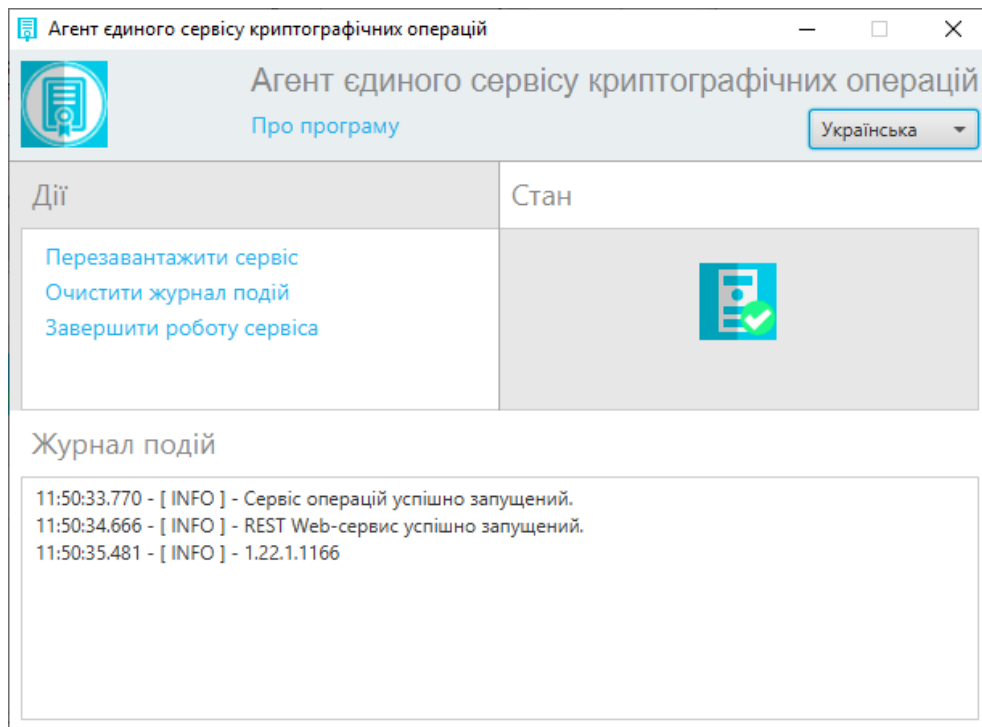 Агент єдиного сервісу криптографічних операцій
Агент єдиного сервісу криптографічних операцій
Про програму
Українська
Дії
Стан
Перезавантажити сервіс
Очистити журнал подій
Завершити роботу сервіса
Журнал подій
11:50:33.770 - [ INFO ] - Сервіс операцій успішно запущений.
11:50:34.666 - [ INFO ] - REST Web-сервис успішно запущений.
11:50:35.481 - [ INFO ] - 1.22.1.1166